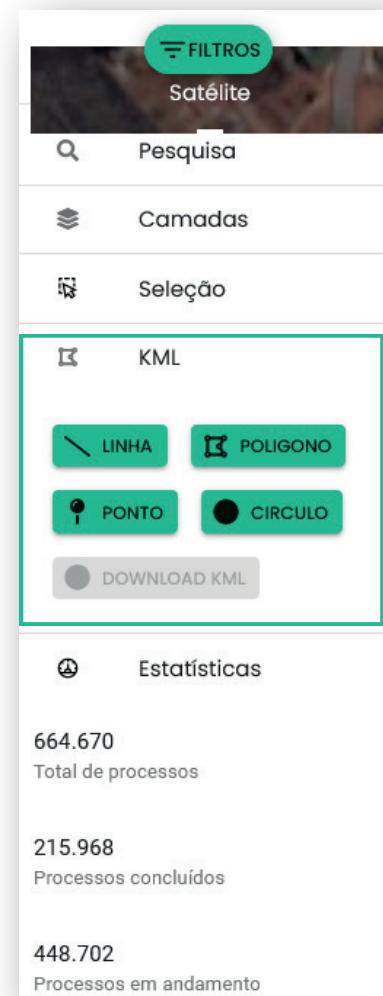 FILTROS
Satélite
Pesquisa
Camadas
Seleção
KML
LINHA
POLIGONO
PONTO
CIRCULO
DOWNLOAD KML
Estatísticas
664.670
Total de processos
215.968
Processos concluídos
448.702
Processos em andamento